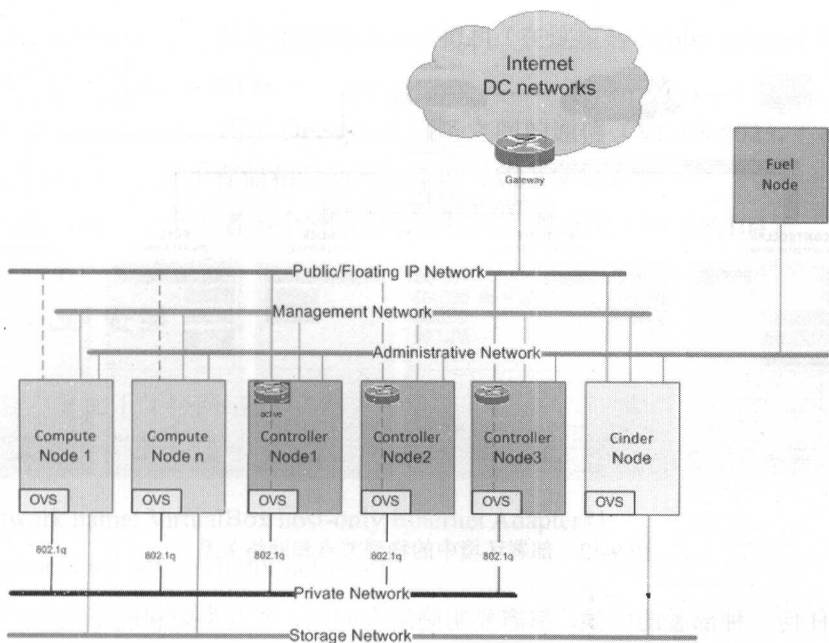 Internet
DC networks
Gateway
Fuel
Node
Public/Floating IP Network
Management Network
Administrative Network
active
Compute
Node 1
Compute
Node n
Controller
Node1
Controller
Node2
Controller
Node3
Cinder
Node
OVS
OVS
OVS
OVS
OVS
OVS
802.1q
802.1q
802.1q
802.1q
802.1q
Private Network
Storage Network